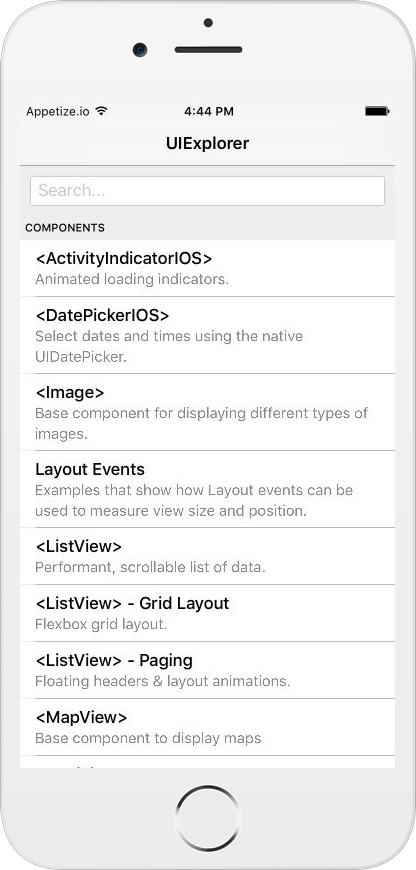 Appetize.io 4:44 PM
UIExplorer
Search...
COMPONENTS
<ActivityIndicatorIOS>
Animated loading indicators.
<DatePickerIOS>
Select dates and times using the native
UIDatePicker.
<Image>
Base component for displaying different types of
images.
Layout Events
Examples that show how Layout events can be
used to measure view size and position.
<ListView>
Performant, scrollable list of data.
<ListView> - Grid Layout
Flexbox grid layout.
<ListView> - Paging
Floating headers & layout animations.
<MapView>
Base component to display maps